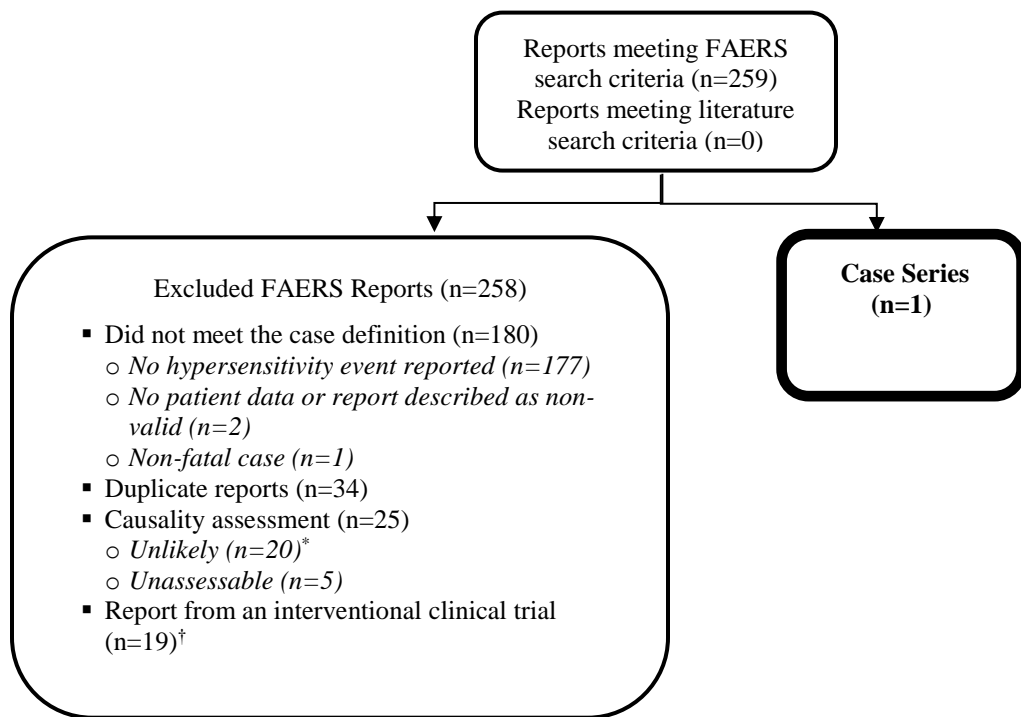 Reports meeting FAERS
search criteria (n=259)
Reports meeting literature
search criteria (n=0)
Excluded FAERS Reports (n=258)
▪ Did not meet the case definition (n=180)
o No hypersensitivity event reported (n=177)
o No patient data or report described as non-
valid (n=2)
o Non-fatal case (n=1)
▪ Duplicate reports (n=34)
▪ Causality assessment (n=25)
o Unlikely (n=20)*
o Unassessable (n=5)
▪ Report from an interventional clinical trial
(n=19)†
Case Series
(n=1)